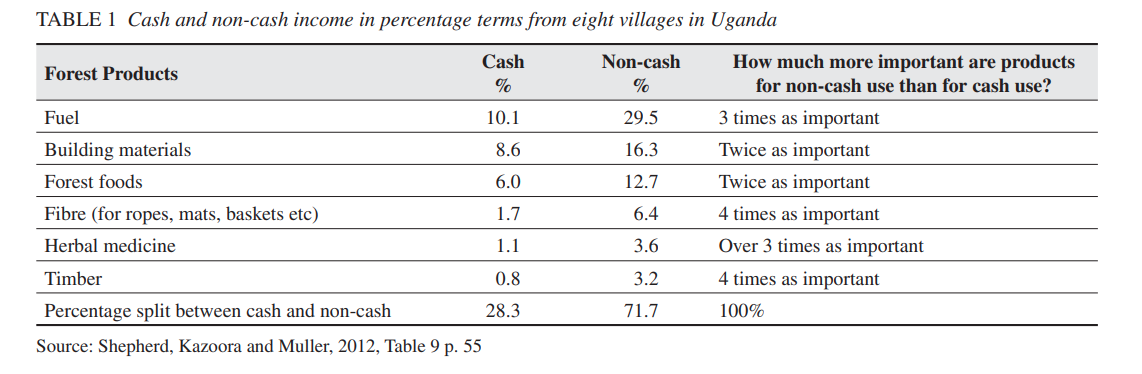 TABLE 1 Cash and non-cash income in percentage terms from eight villages in Uganda
Forest Products Cash % Non-cash % How much more important are products for non-cash use than for cash use?
Fuel 10.1 29.5 3 times as important
Building materials 8.6 16.3 Twice as important
Forest foods 6.0 12.7 Twice as important
Fibre (for ropes, mats, baskets etc) 1.7 6.4 4 times as important
Herbal medicine 1.1 3.6 Over 3 times as important
Timber 0.8 3.2 4 times as important
Percentage split between cash and non-cash 28.3 71.7 100%
Source: Shepherd, Kazoora and Muller, 2012, Table 9 p. 55